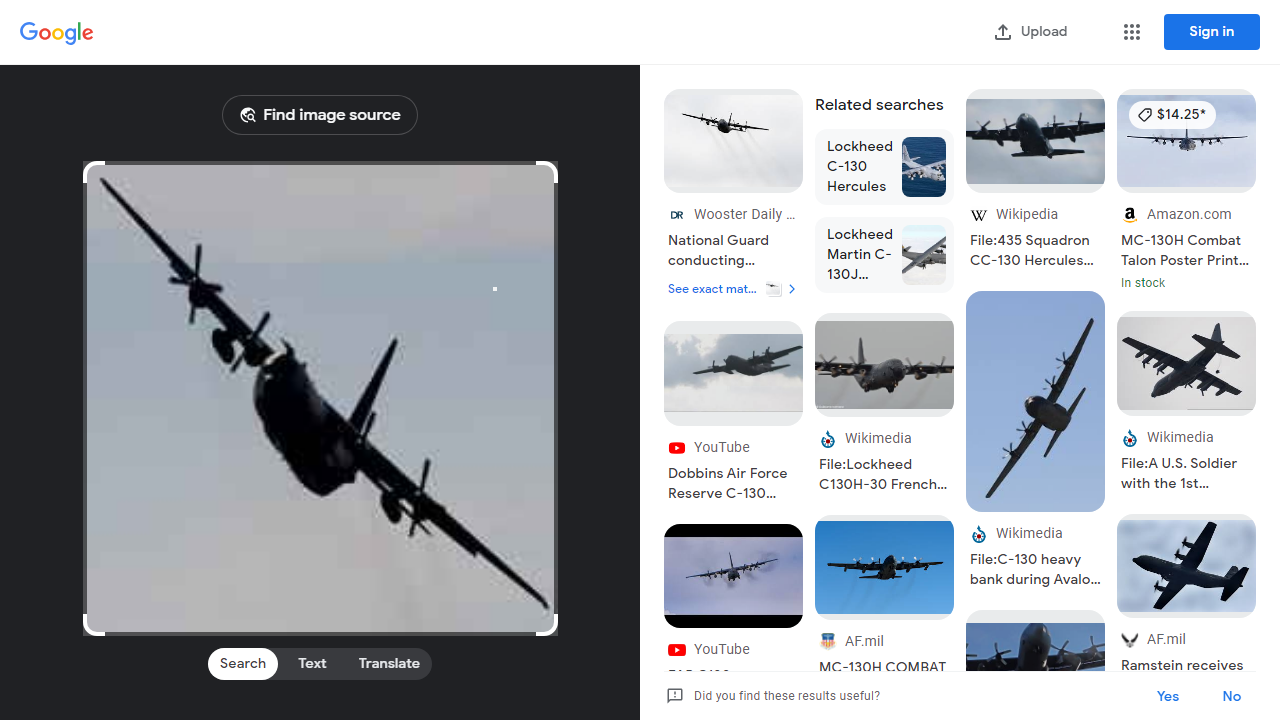 Google
Upload
Sign in
Find image source
Search
Text
Translate
DR
Wooster Daily ...
National Guard
conducting...
See exact mat...
YouTube
Dobbins Air Force
Reserve C-130...
YouTube
Related searches
Lockheed
C-130
Hercules
Lockheed
Martin C-
130J...
Wikimedia
File:Lockheed
C130H-30 French...
AF.mil
MC-130H COMBAT
W
Wikipedia
File:435 Squadron
CC-130 Hercules...
Wikimedia
File:C-130 heavy
bank during Avalo...
$14.25*
a
Amazon.com
MC-130H Combat
Talon Poster Print...
In stock
Wikimedia
File:A U.S. Soldier
with the 1st...
AF.mil
Ramstein receives
Did you find these results useful?
Yes
No